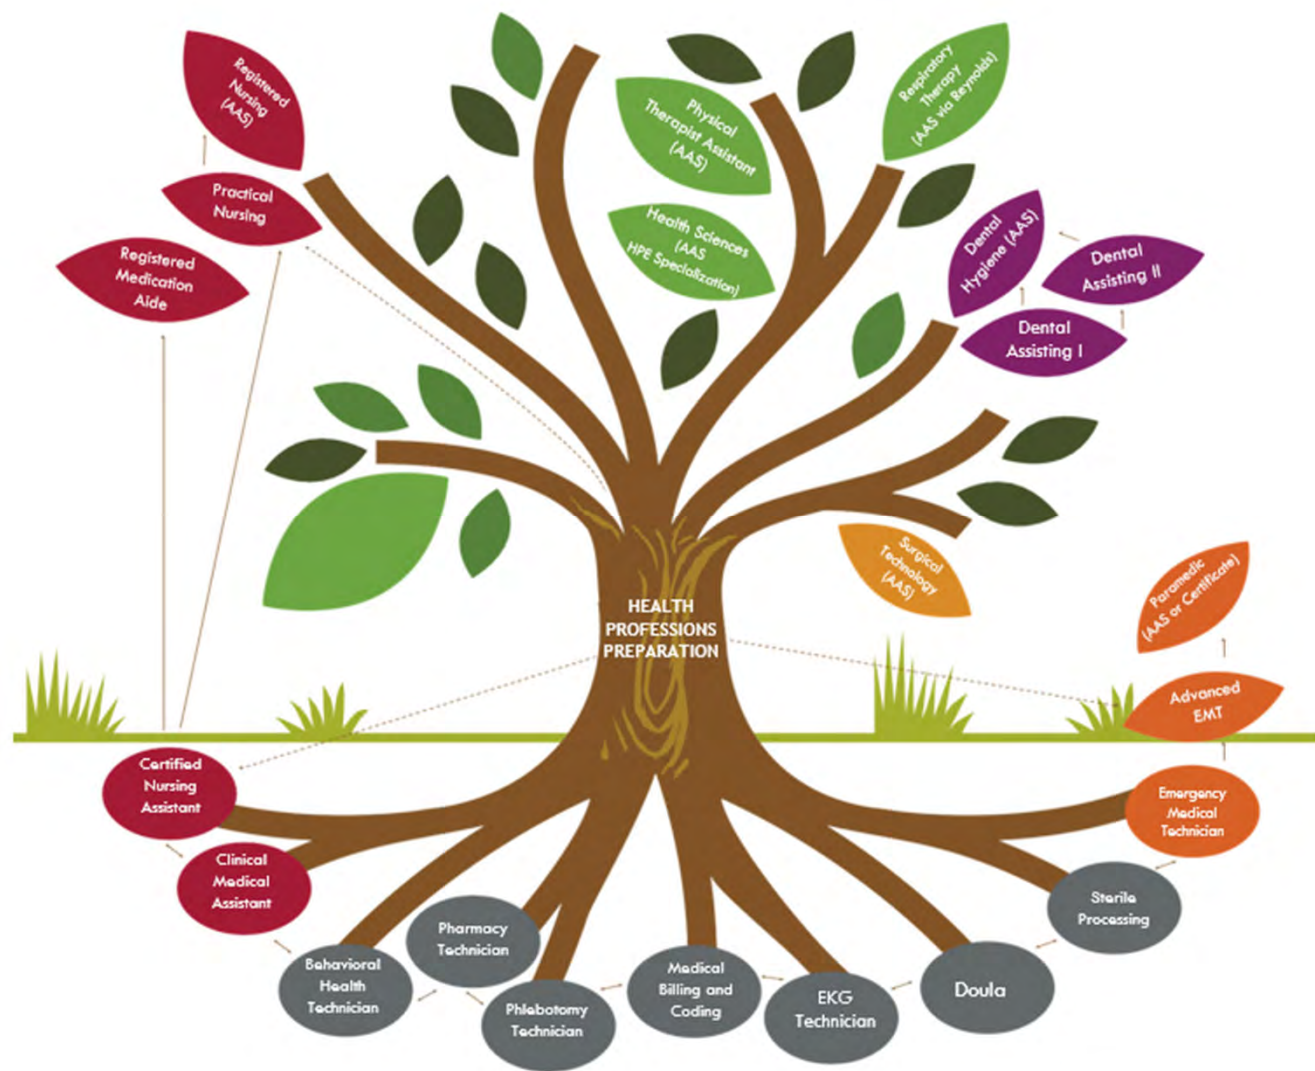 Registered
Nursing
(AAS)
Practical
Nursing
Registered
Medication
Aide
Physical
Therapist Assistant
(AAS)
Health Sciences
(AAS
HPE Specialization)
Respiratory
Therapy
(AAS via Reynolds)
Dental
Hygiene (AAS)
Dental
Assisting II
Dental
Assisting I
Surgical
Technology
(AAS)
Paramedic
(AAS or Certificate)
Advanced
EMT
HEALTH
PROFESSIONS
PREPARATION
Certified
Nursing
Assistant
Clinical
Medical
Assistant
Behavioral
Health
Technician
Pharmacy
Technician
Phlebotomy
Technician
Medical
Billing and
Coding
EKG
Technician
Doula
Sterile
Processing
Emergency
Medical
Technician